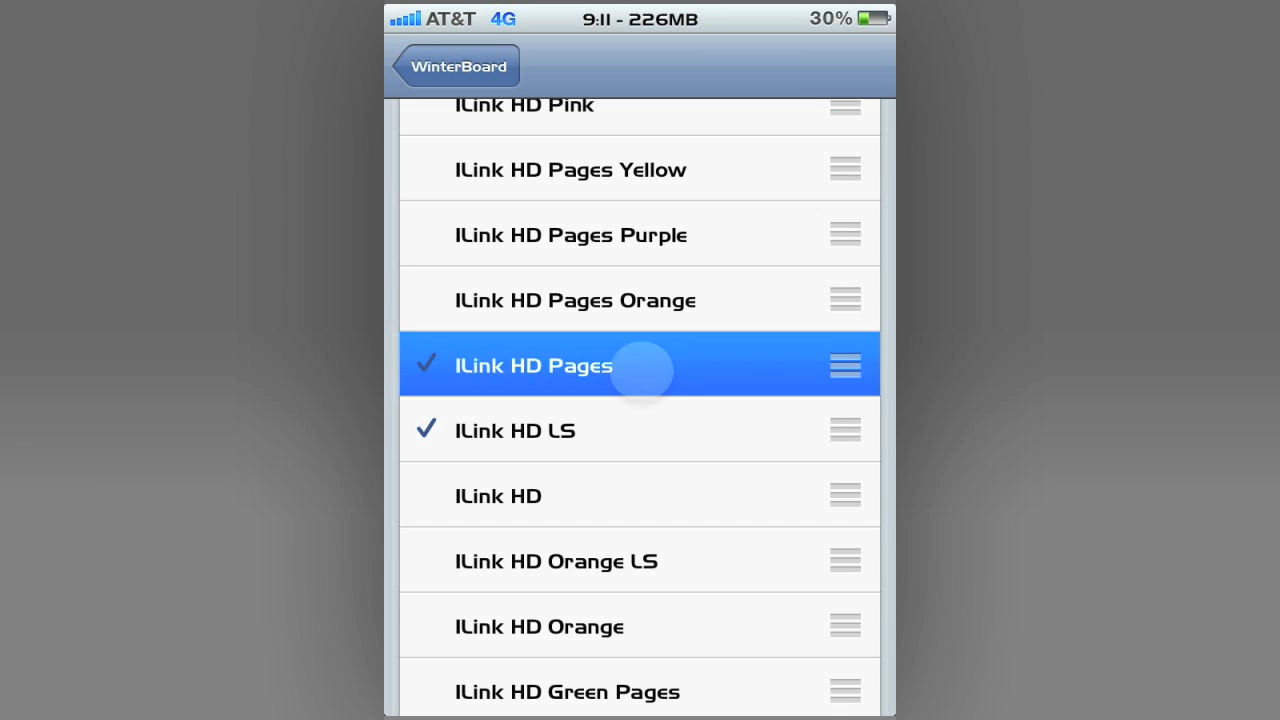 AT&T 4G 9:11 - 226MB 30%
WinterBoard
ILink HD Pink
ILink HD Pages Yellow
ILink HD Pages Purple
ILink HD Pages Orange
ILink HD Pages
ILink HD LS
ILink HD
ILink HD Orange LS
ILink HD Orange
ILink HD Green Pages